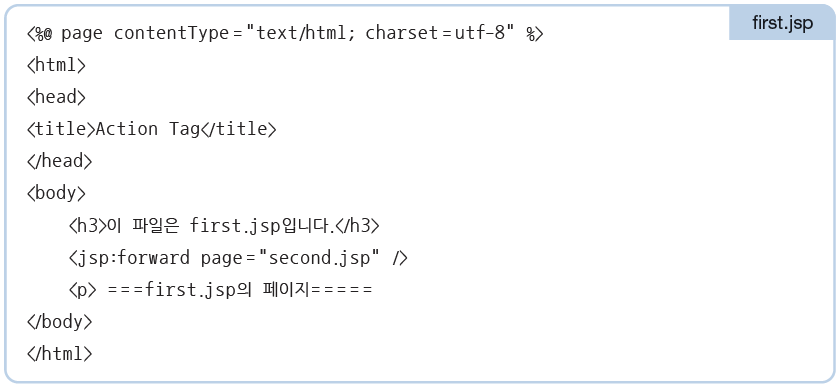 first.jsp
<%@ page contentType="text/html; charset=utf-8" %>
<html>
<head>
<title>Action Tag</title>
</head>
<body>
<h3>이 파일은 first.jsp입니다.</h3>
<jsp:forward page="second.jsp" />
<p> ===first.jsp의 페이지=====
</body>
</html>